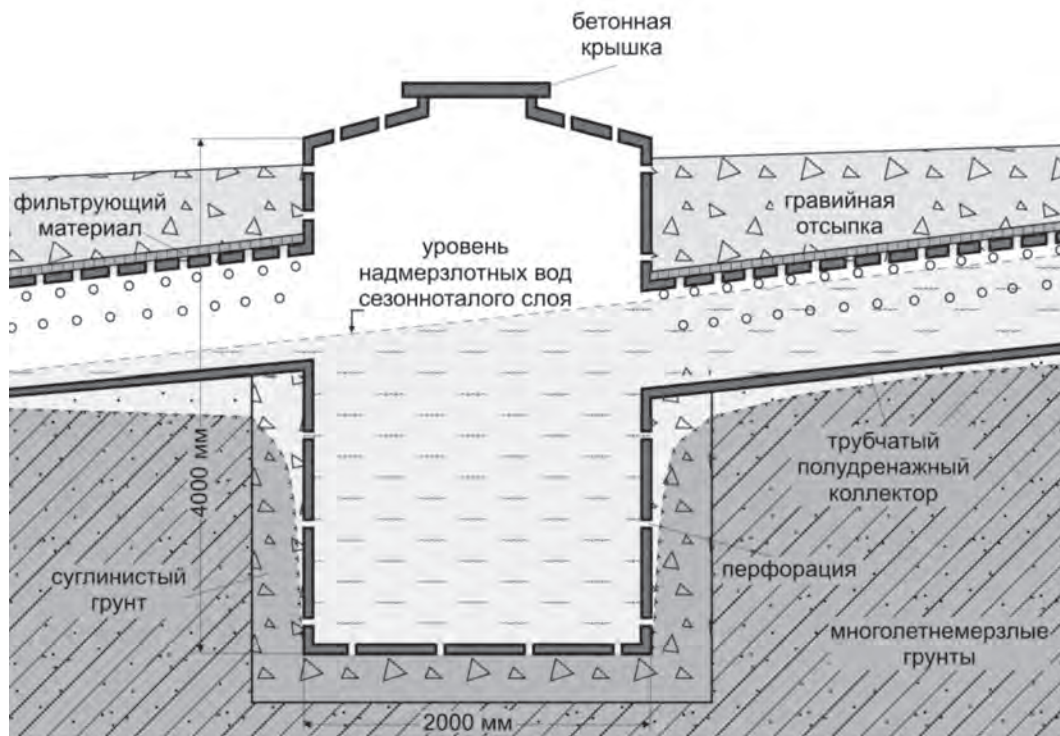 бетонная
крышка
фильтрующий
материал
гравийная
отсыпка
уровень
надмерзлотных вод
сезонноталого слоя
4000 мм
трубчатый
полудренажный
коллектор
суглинистый
грунт
перфорация
многолетнемерзлые
грунты
2000 мм